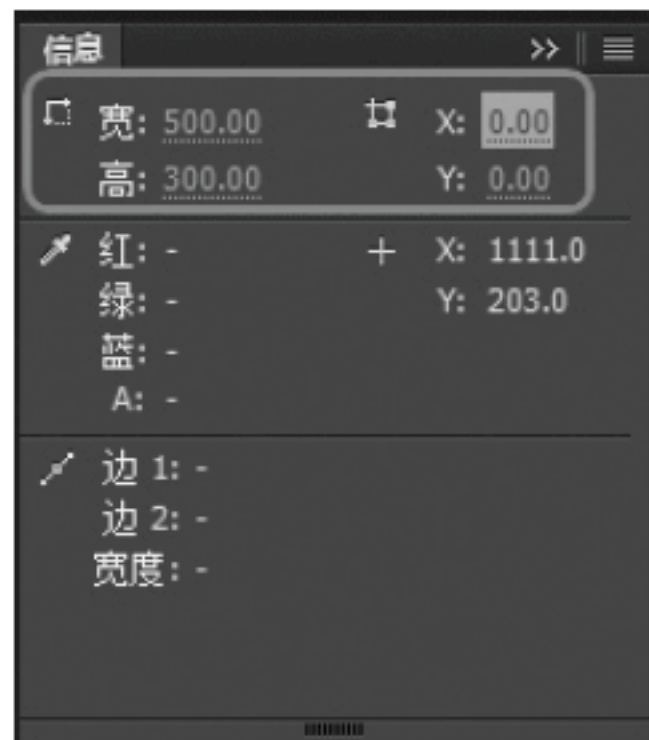 信息
宽: 500.00 X: 0.00
高: 300.00 Y: 0.00
红: - X: 1111.0
绿: - Y: 203.0
蓝: -
A: -
边 1: -
边 2: -
宽度: -